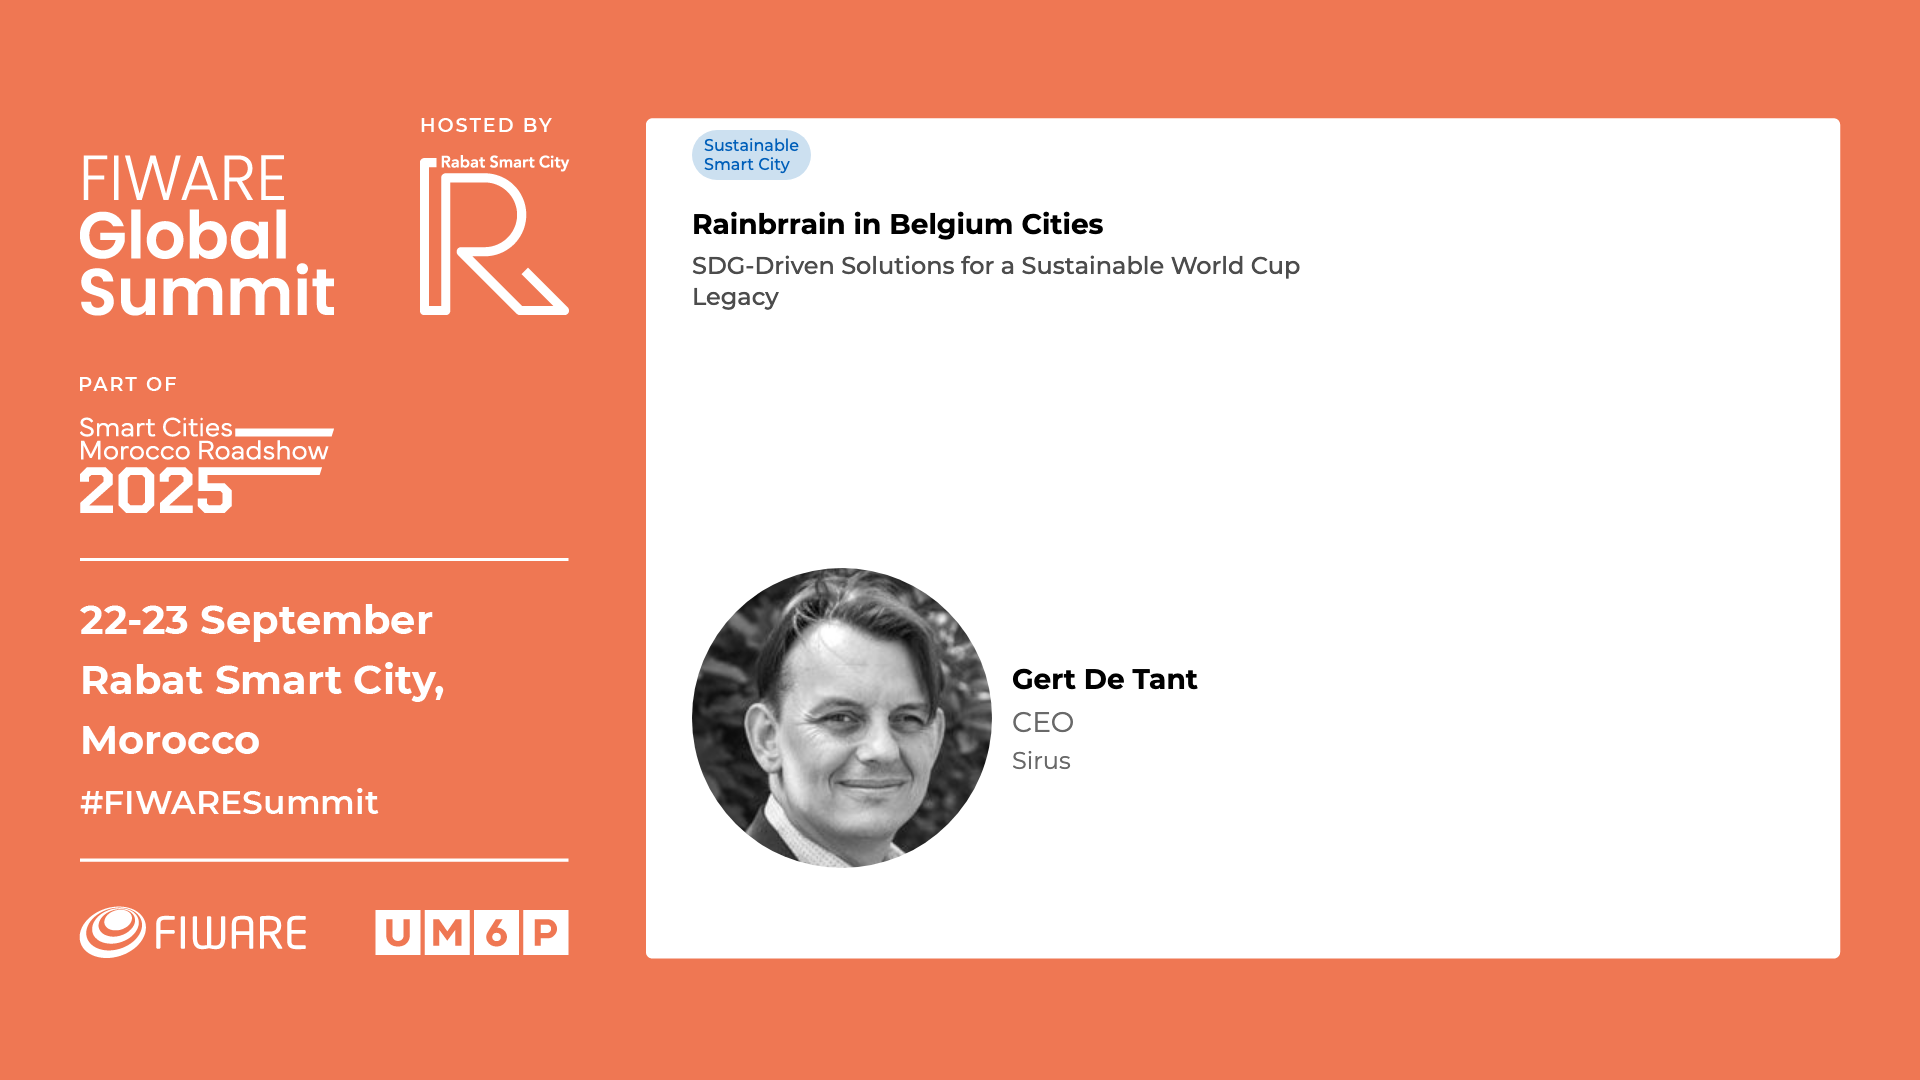 FIWARE
Global
Summit
HOSTED BY
Rabat Smart City
R
PART OF
Smart Cities
Morocco Roadshow
2025
22-23 September
Rabat Smart City,
Morocco
#FIWARESummit
FIWARE
UM6P
Sustainable
Smart City
Rainbrrain in Belgium Cities
SDG-Driven Solutions for a Sustainable World Cup
Legacy
Gert De Tant
CEO
Sirus